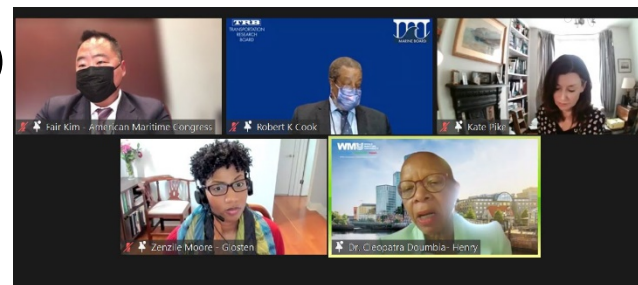 TRB
TRANSPORTATION
RESEARCH
BOARD
MARINE BOARD
Fair Kim - American Maritime Congress
Robert K Cook
Kate Pike
WMU
Zenzile Moore - Glosten
Dr. Cleopatra Doumbia- Henry